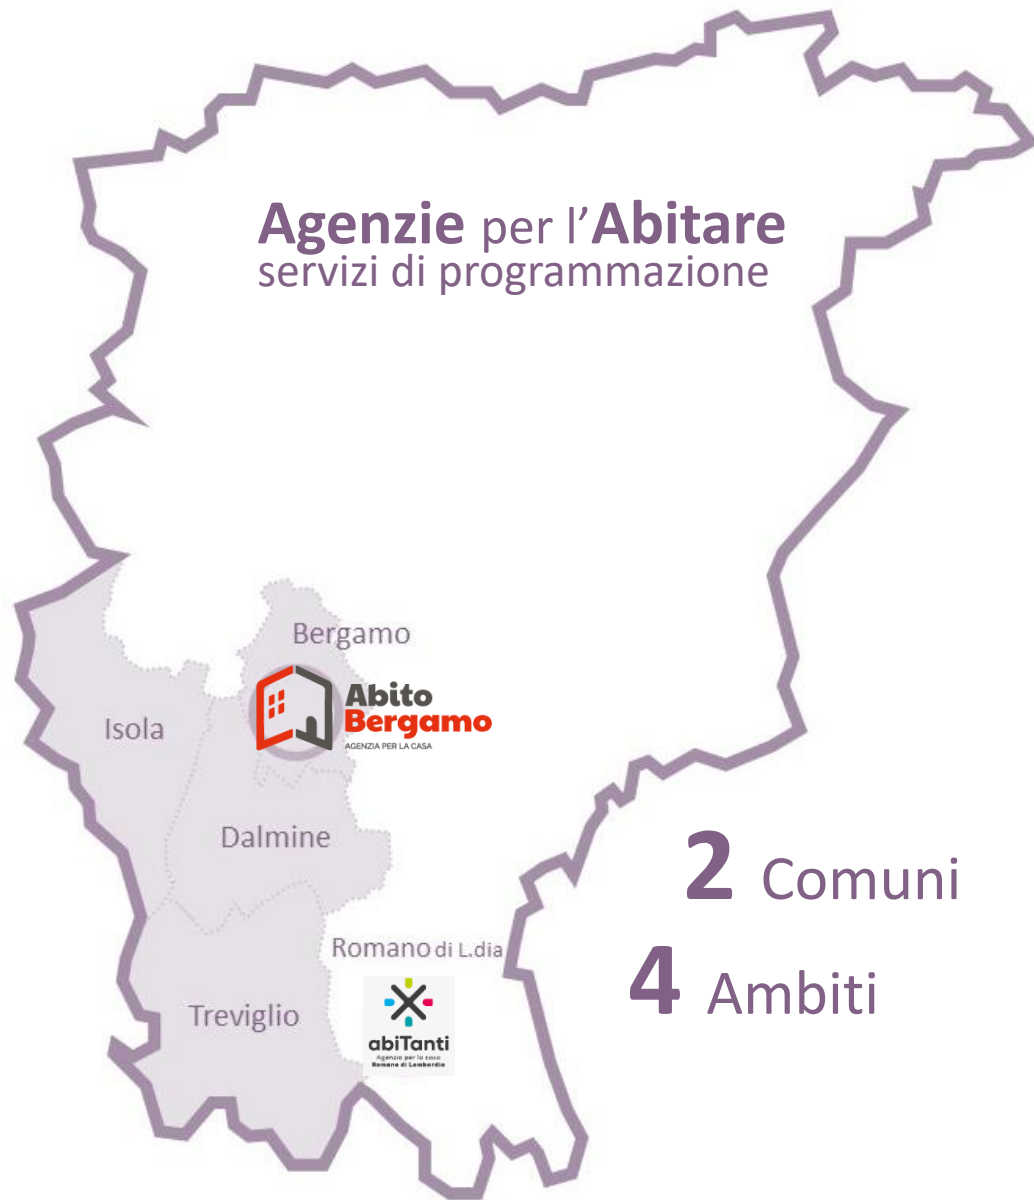 Agenzie per l'Abitare
servizi di programmazione
Bergamo
Abito
Bergamo
AGENZIA PER LA CASA
Isola
Dalmine
2 Comuni
Romano di L.dia
4 Ambiti
Treviglio
abiTanti
Agenzia per la casa
Romano di Lombardia